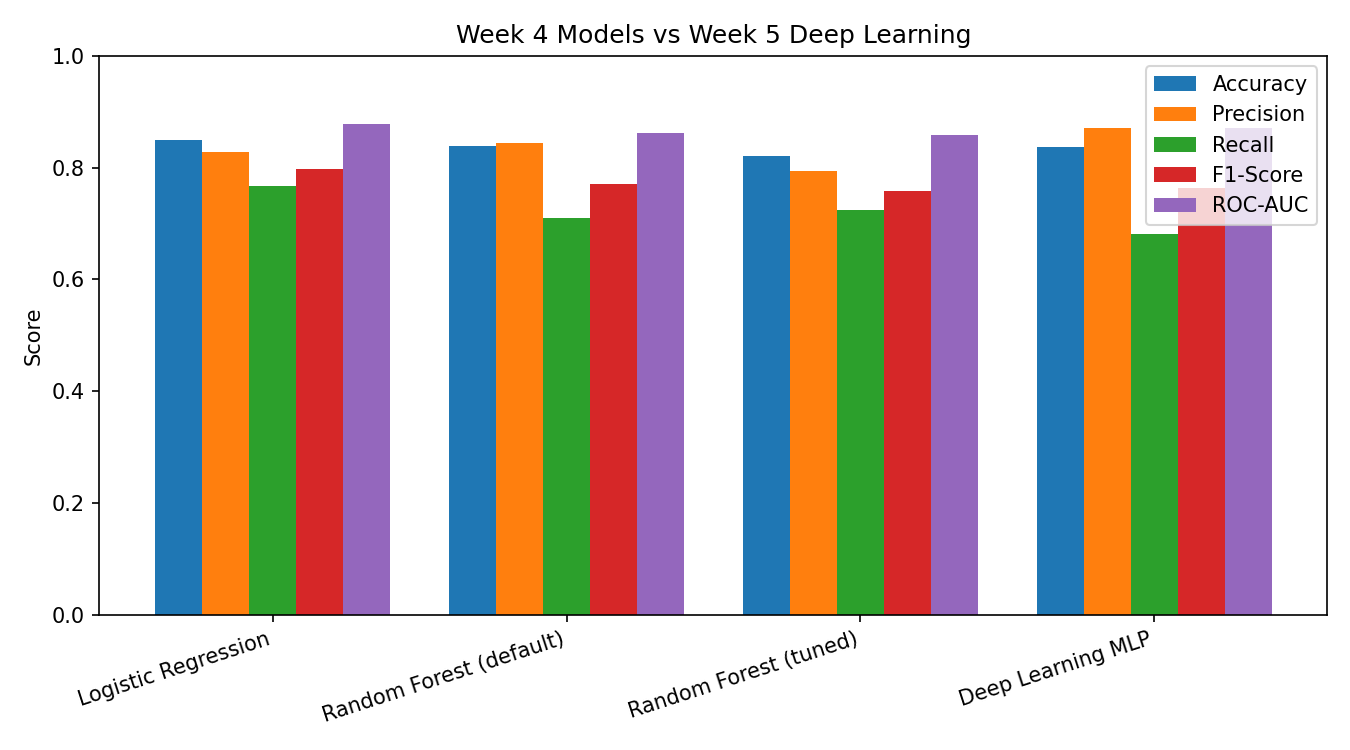 Week 4 Models vs Week 5 Deep Learning
1.0
0.8
0.6
0.4
0.2
0.0
Score
Accuracy
Precision
Recall
F1-Score
ROC-AUC
Logistic Regression
Random Forest (default)
Random Forest (tuned)
Deep Learning MLP